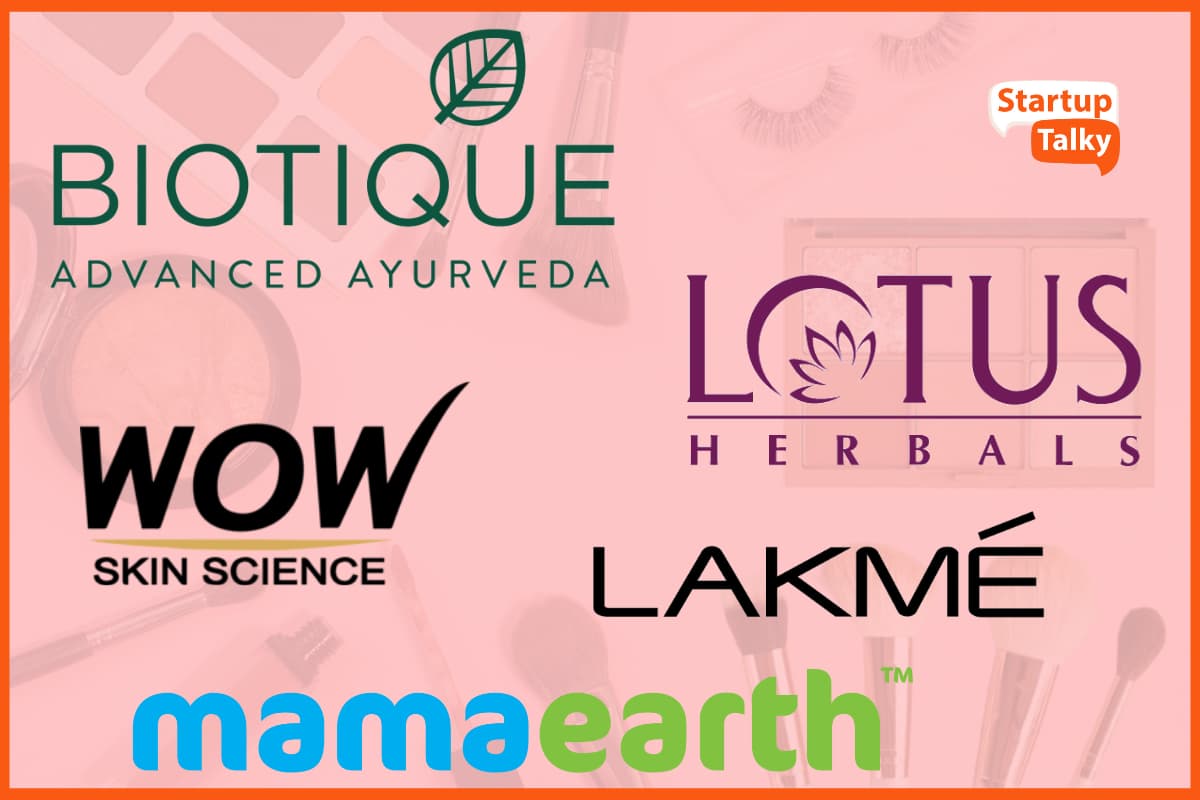 BIOTIQUE
ADVANCED AYURVEDA
Startup
Talky
LOTUS
HERBALS
WOW
SKIN SCIENCE
LAKMÉ
mamaearth™